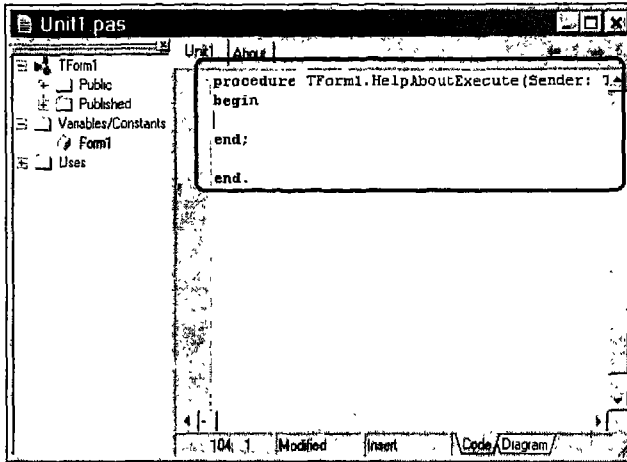 Unit1.pas
Unit1 About
TForm1
Public
Published
Variables/Constants
Form1
Uses
procedure TForm1.HelpAboutExecute(Sender: T
begin
end;
end.
104: 1 Modified Insert Code Diagram